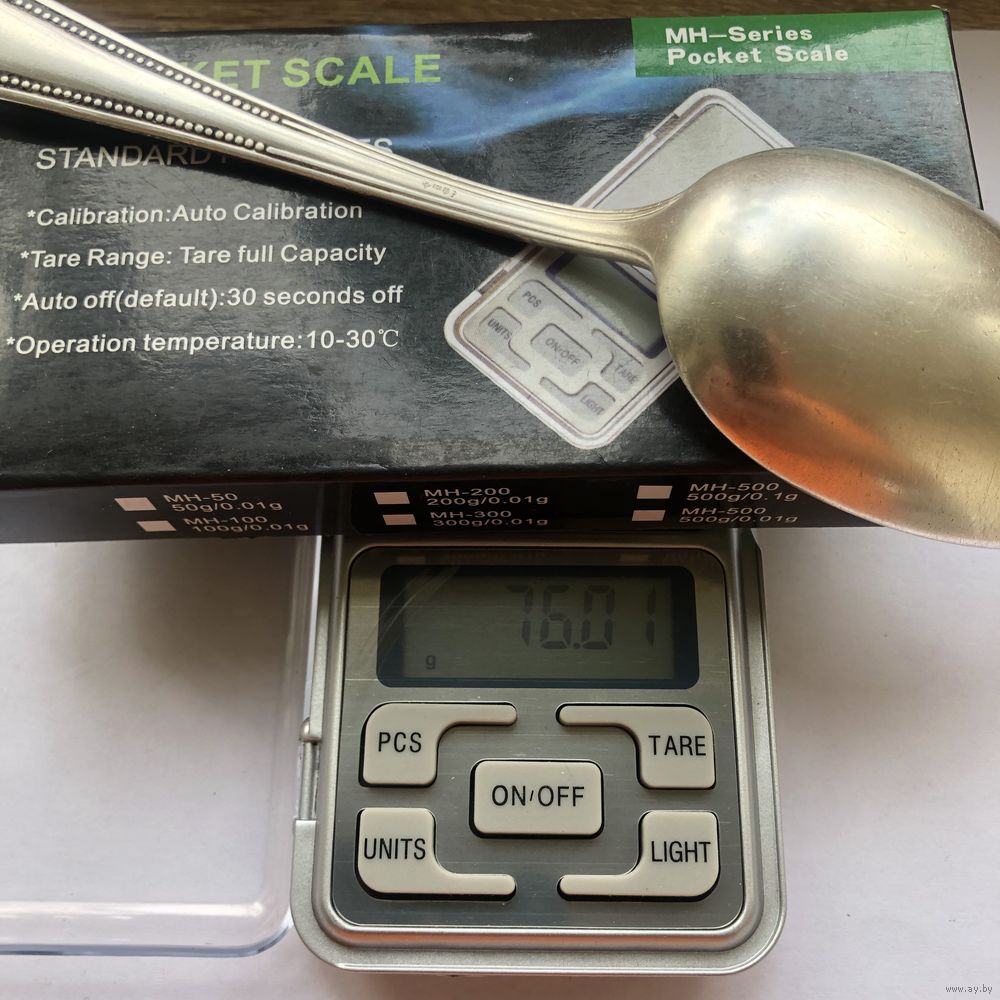 MH-Series
Pocket Scale
KET SCALE
STANDARD
*Calibration:Auto Calibration
*Tare Range: Tare full Capacity
*Auto off(default):30 seconds off
*Operation temperature:10-30℃
PCS
UNITS
ON/OFF
TARE
LIGHT
MH-50
50g/0.01g
MH-100
100g/0.01g
MH-200
200g/0.01g
MH-300
300g/0.01g
MH-500
500g/0.1g
MH-500
500g/0.01g
76.01
g
PCS
TARE
ON/OFF
UNITS
LIGHT
www.ay.by